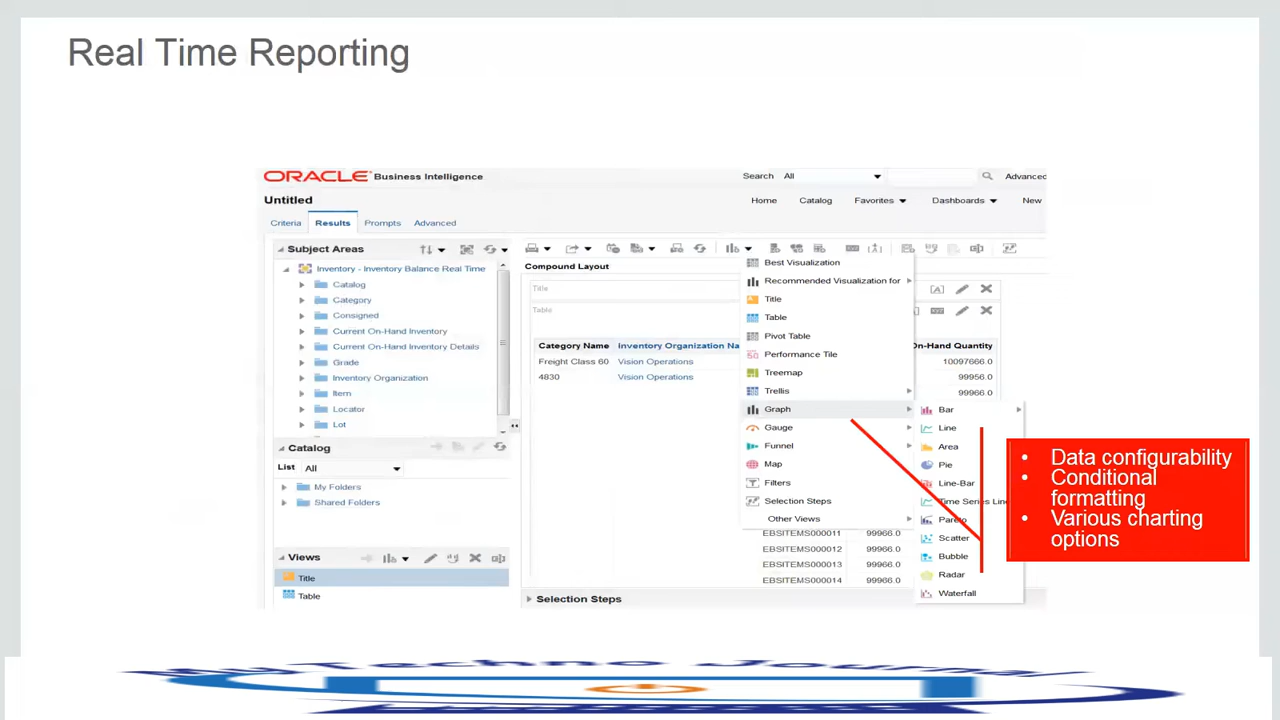 Real Time Reporting
ORACLE Business Intelligence
Search All Advanced
Untitled
Home Catalog Favorites Dashboards New
Criteria Results Prompts Advanced
Subject Areas
Inventory - Inventory Balance Real Time
Catalog
Category
Consigned
Current On-Hand Inventory
Current On-Hand Inventory Details
Grade
Inventory Organization
Item
Locator
Lot
Catalog
List All
My Folders
Shared Folders
Views
Title
Table
Compound Layout
Title
Table
Category Name Inventory Organization Na On-Hand Quantity
Freight Class 60 Vision Operations 10097666.0
4830 Vision Operations 99956.0
99966.0
Best Visualization
Recommended Visualization for
Title
Table
Pivot Table
Performance Tile
Treemap
Trellis
Graph
Gauge
Funnel
Map
Filters
Selection Steps
Other Views
Bar
Line
Area
Pie
Line-Bar
Time Series Line
Pareto
Scatter
Bubble
Radar
Waterfall
EBSITEMS000011 99966.0
EBSITEMS000012 99966.0
EBSITEMS000013 99966.0
EBSITEMS000014 99966.0
Selection Steps
• Data configurability
• Conditional
formatting
• Various charting
options
Techno Journal